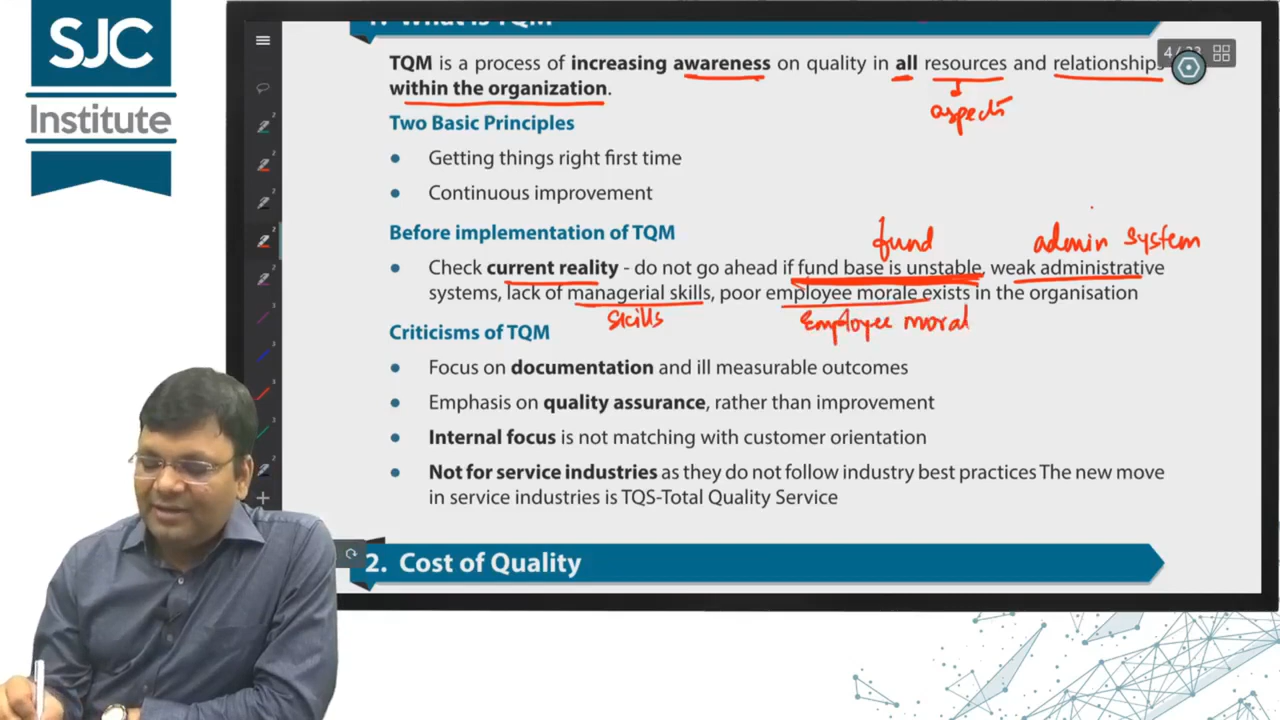 SJC
Institute
1. What is TQM
4/33
TQM is a process of increasing awareness on quality in all resources and relationships
within the organization.
aspects
Two Basic Principles
• Getting things right first time
• Continuous improvement
fund
admin system
Before implementation of TQM
• Check current reality - do not go ahead if fund base is unstable, weak administrative
systems, lack of managerial skills, poor employee morale exists in the organisation
skills
Employee moral
Criticisms of TQM
• Focus on documentation and ill measurable outcomes
• Emphasis on quality assurance, rather than improvement
• Internal focus is not matching with customer orientation
• Not for service industries as they do not follow industry best practices The new move
in service industries is TQS-Total Quality Service
2. Cost of Quality